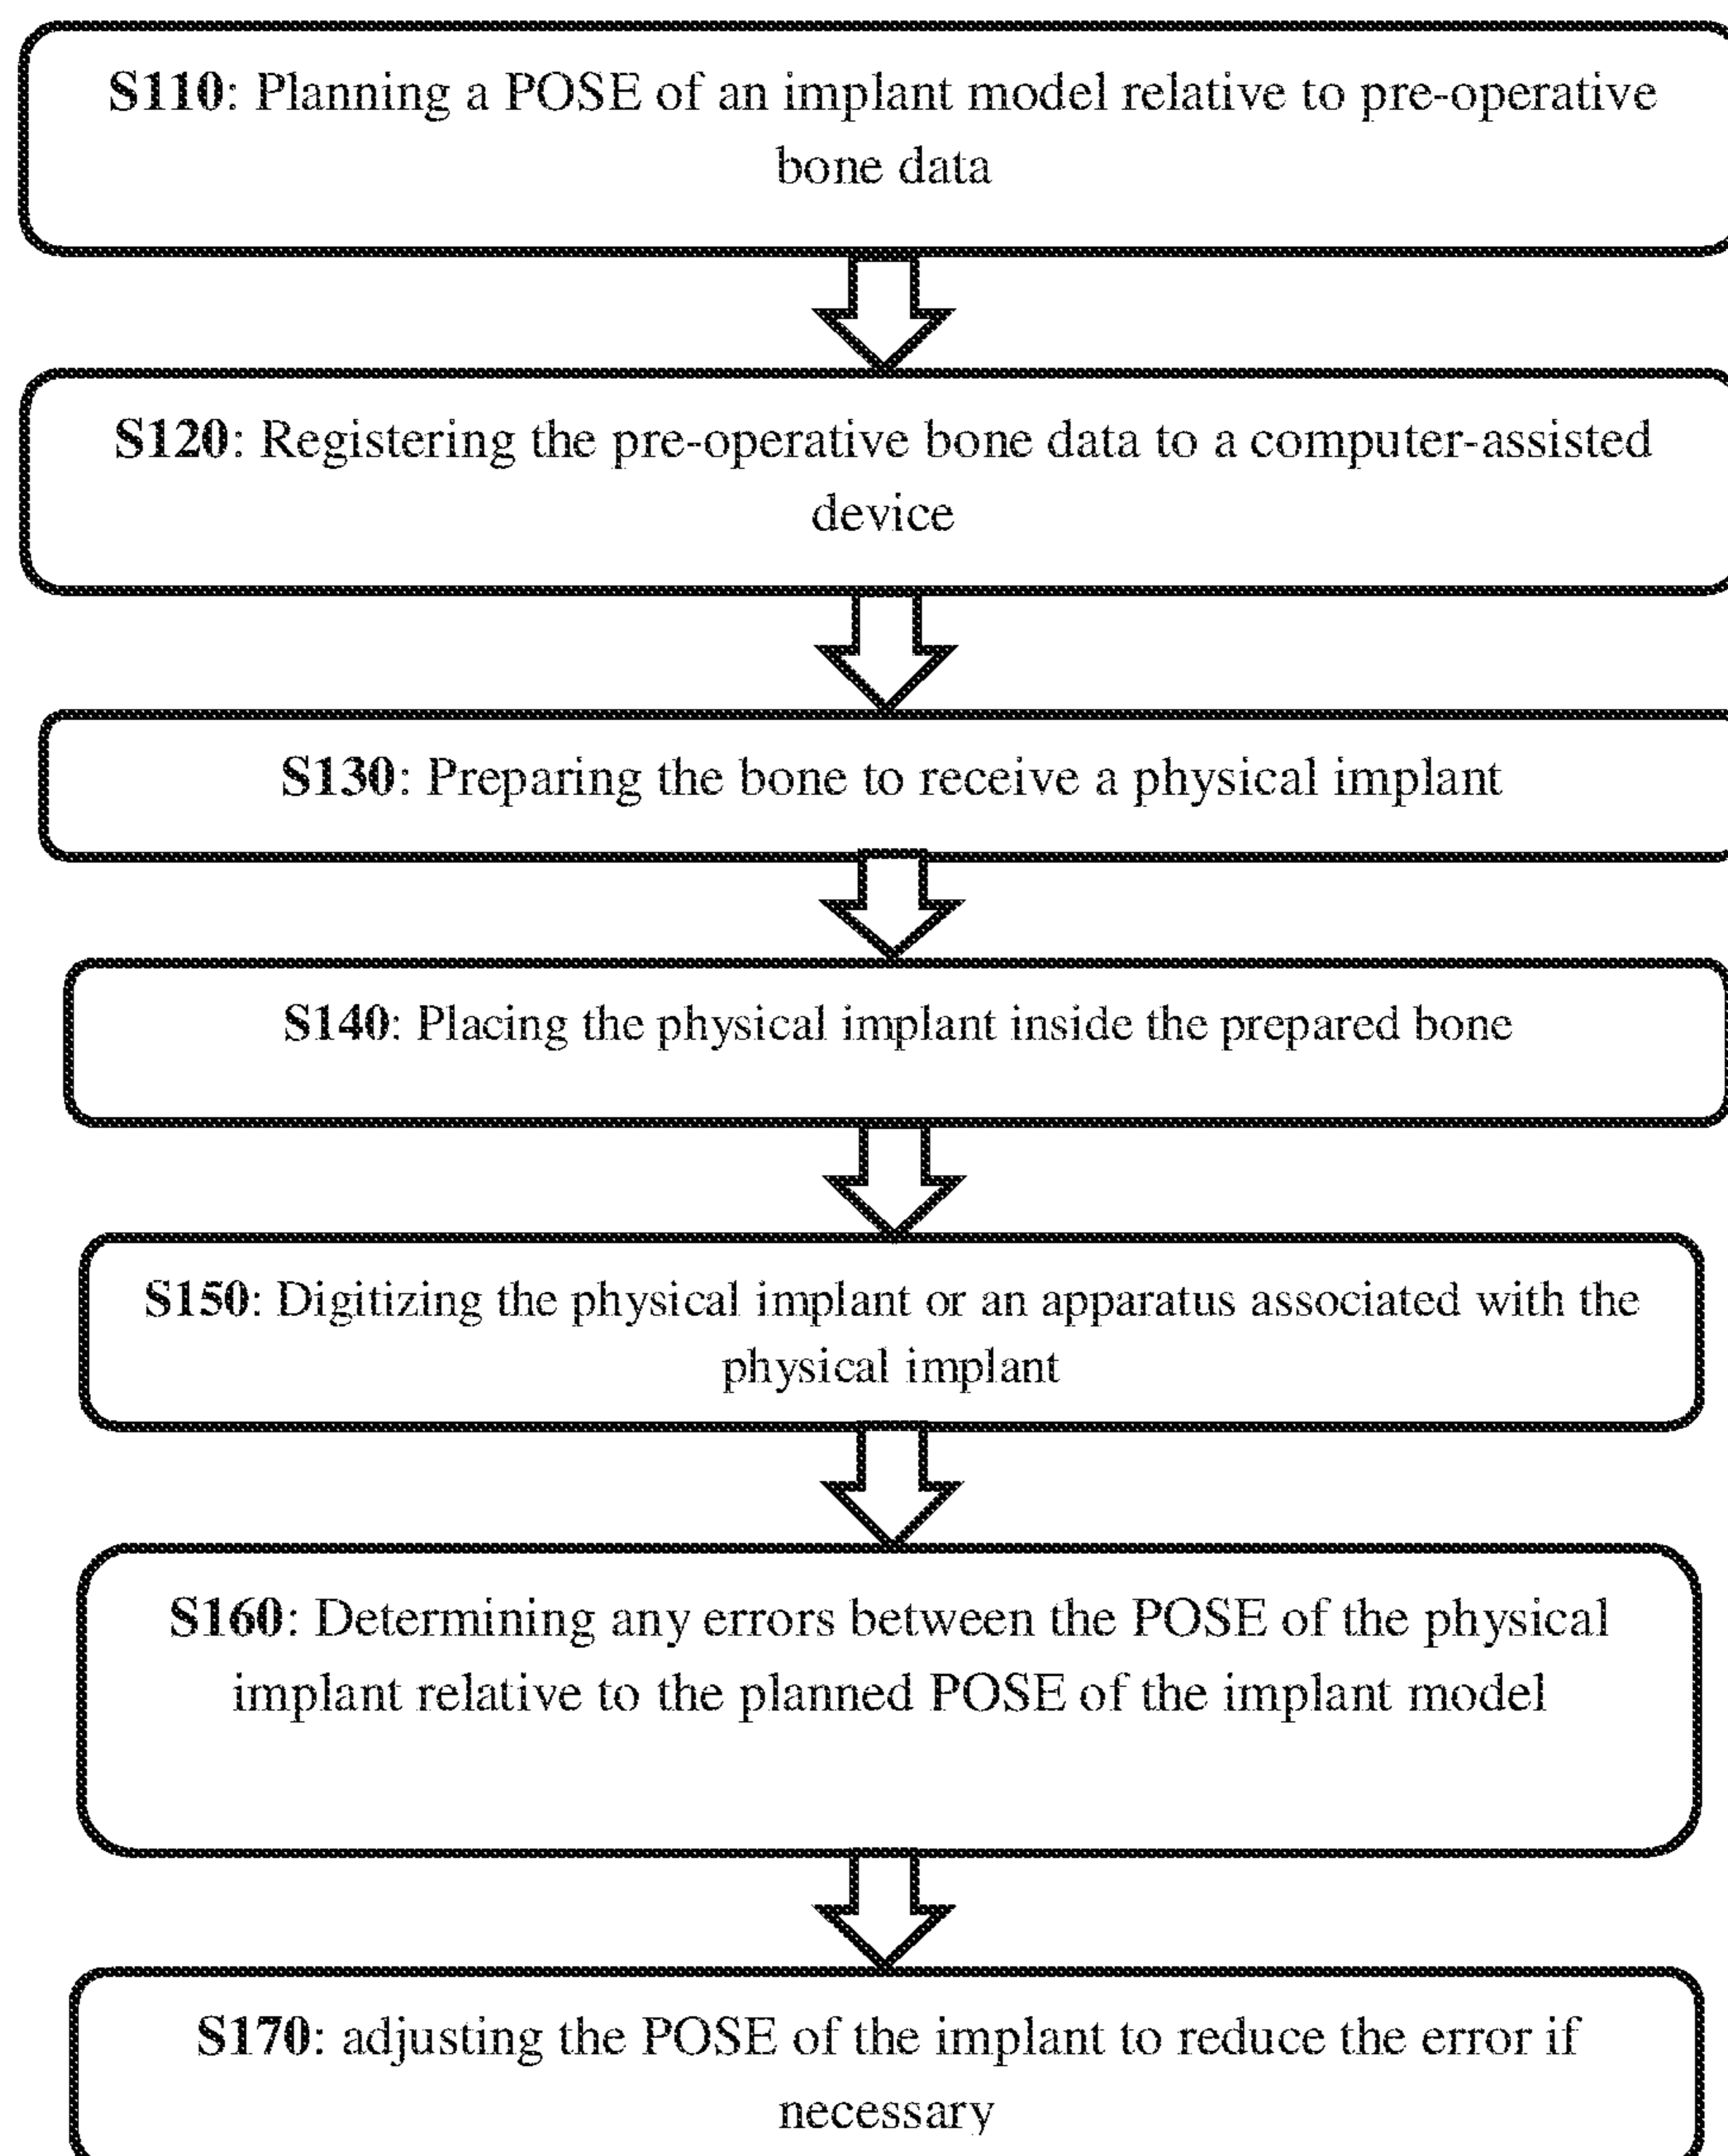 S110: Planning a POSE of an implant model relative to pre-operative
bone data
S120: Registering the pre-operative bone data to a computer-assisted
device
S130: Preparing the bone to receive a physical implant
S140: Placing the physical implant inside the prepared bone
S150: Digitizing the physical implant or an apparatus associated with the
physical implant
S160: Determining any errors between the POSE of the physical
implant relative to the planned POSE of the implant model
S170: adjusting the POSE of the implant to reduce the error if
necessary